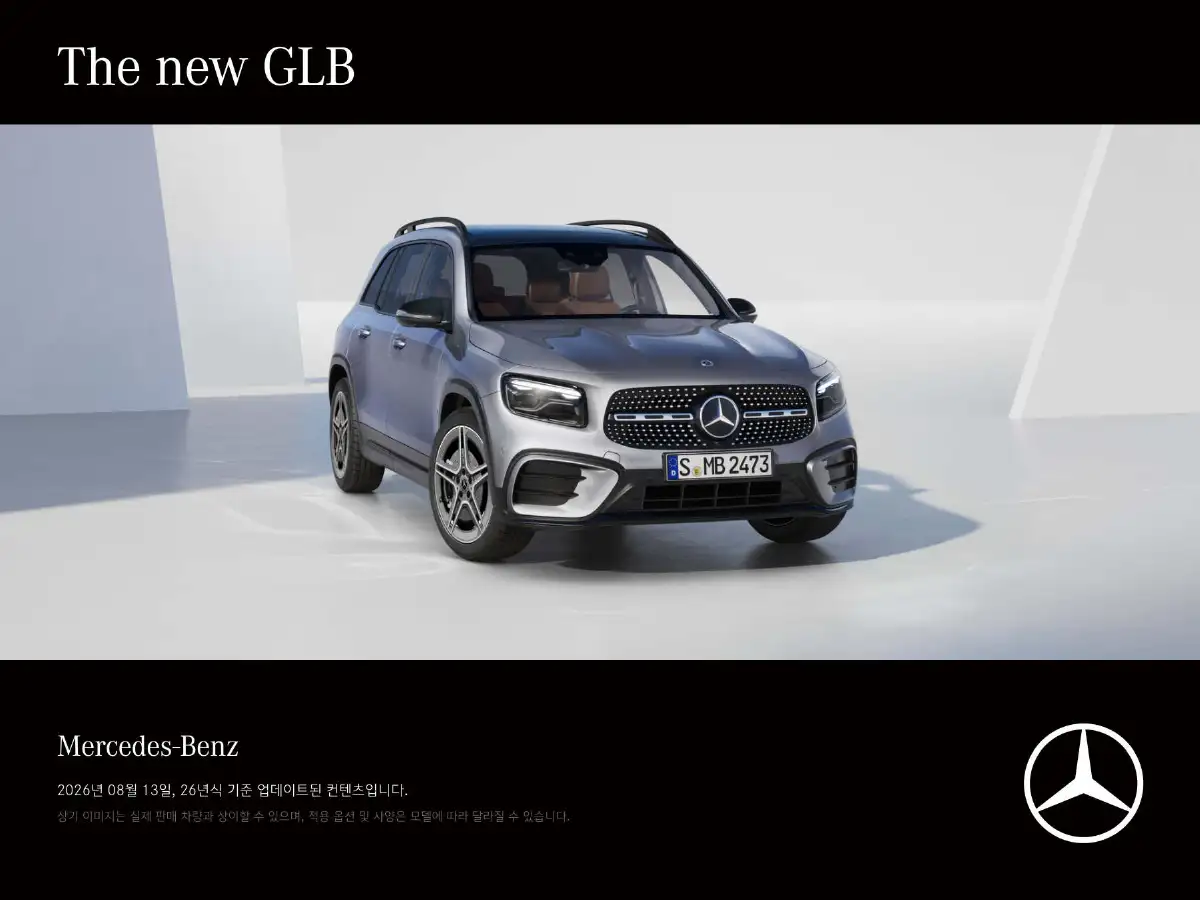 The new GLB
S MB 2473
D
Mercedes-Benz
2026년 08월 13일, 26년식 기준 업데이트된 컨텐츠입니다.
상기 이미지는 실제 판매 차량과 상이할 수 있으며, 적용 옵션 및 사양은 모델에 따라 달라질 수 있습니다.